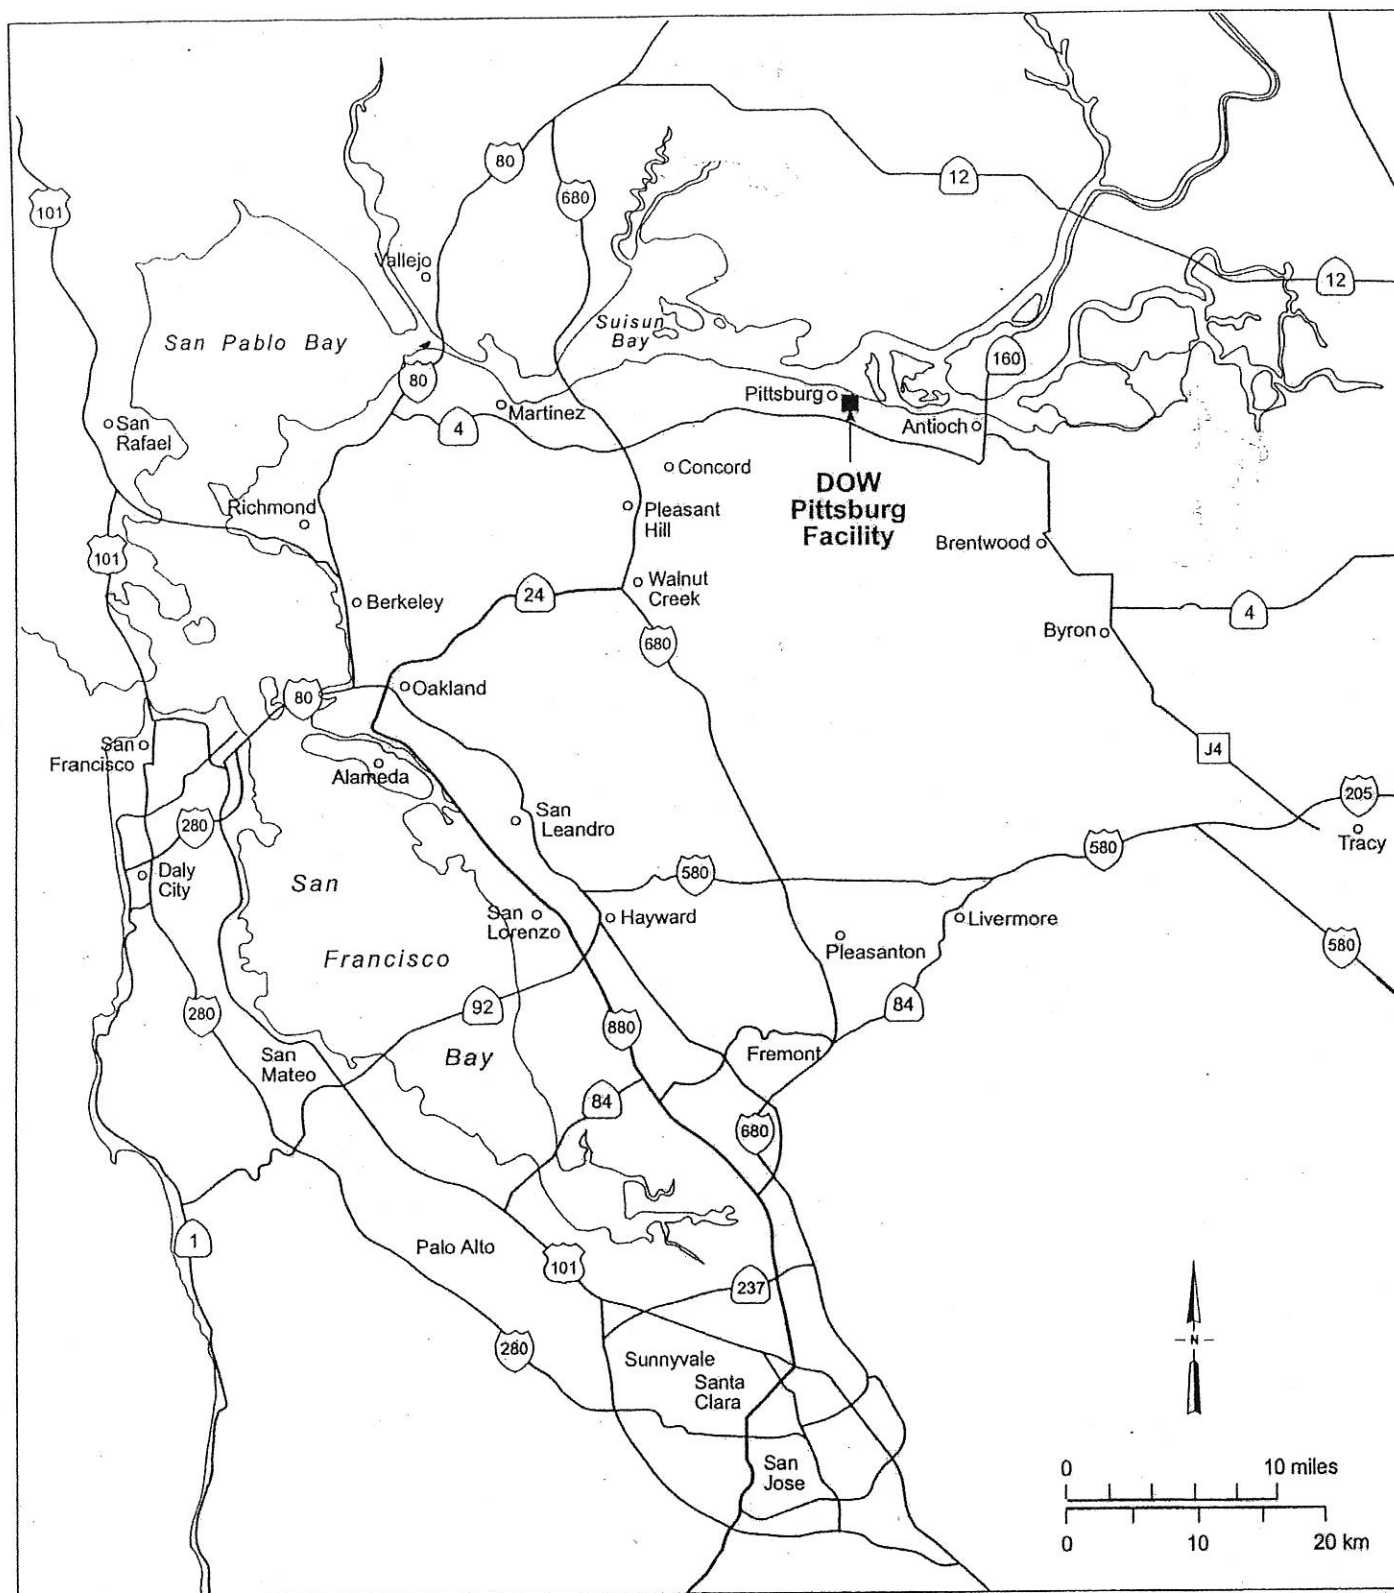 80
12
680
101
Vallejo
12
Suisun
Bay
San Pablo Bay
160
80
Pittsburg
Martinez
San
Rafael
4
Antioch
Concord
DOW
Pittsburg
Facility
Richmond
Pleasant
Hill
Brentwood
101
Walnut
Creek
24
Berkeley
4
Byron
680
Oakland
80
San
Francisco
J4
Alameda
205
San
Leandro
280
Tracy
580
580
Daly
City
San
San
Lorenzo
Hayward
Livermore
Pleasanton
580
Francisco
92
84
280
880
San
Mateo
Bay
Fremont
84
680
1
Palo Alto
101
237
N
280
Sunnyvale
Santa
Clara
San
Jose
0 10 miles
0 10 20 km